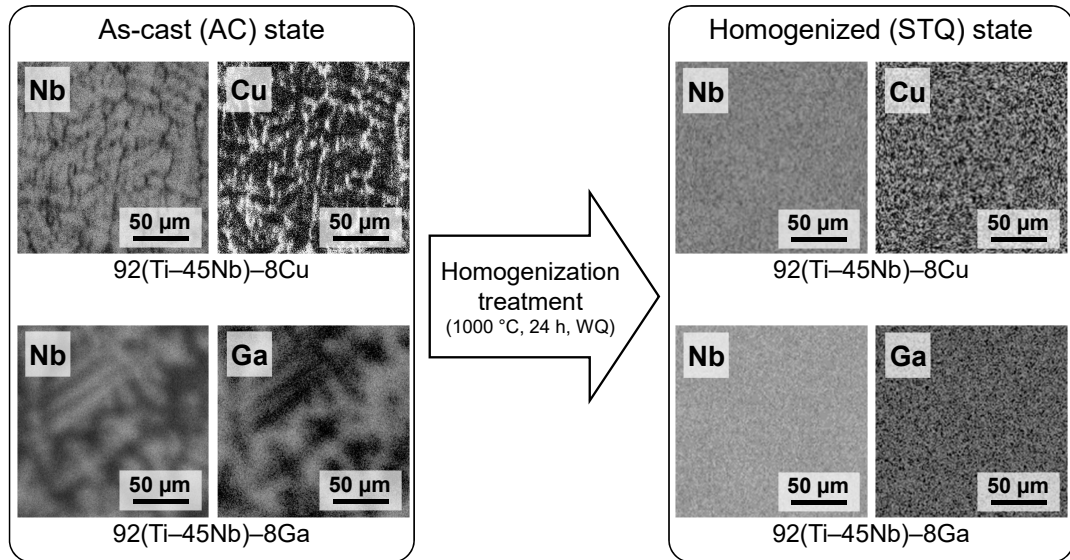 As-cast (AC) state
Nb
Cu
50 µm
50 µm
92(Ti–45Nb)–8Cu
Nb
Ga
50 µm
50 µm
92(Ti–45Nb)–8Ga
Homogenization
treatment
(1000 °C, 24 h, WQ)
Homogenized (STQ) state
Nb
Cu
50 µm
50 µm
92(Ti–45Nb)–8Cu
Nb
Ga
50 µm
50 µm
92(Ti–45Nb)–8Ga